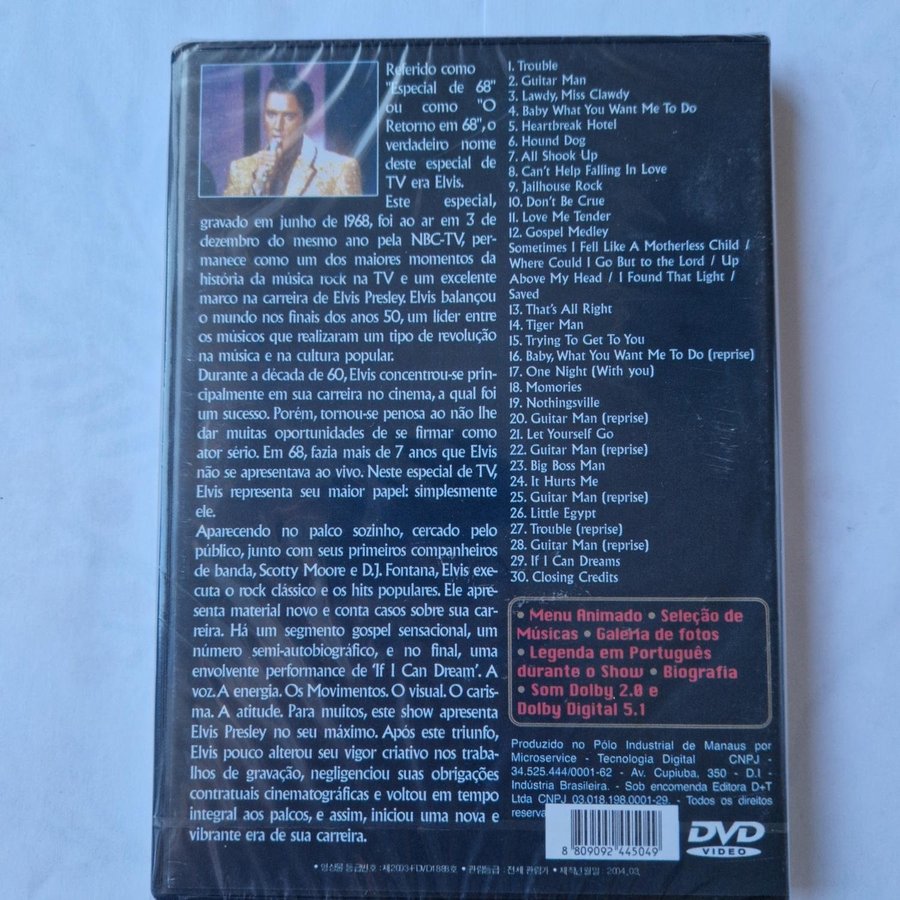 Referido como
"Especial de 68"
ou como "O
Retorno em 68", o
verdadeiro nome
deste especial de
TV era Elvis.
Este especial,
gravado em junho de 1968, foi ao ar em 3 de
dezembro do mesmo ano pela NBC-TV, per-
manece como um dos maiores momentos da
história da música rock na TV e um excelente
marco na carreira de Elvis Presley. Elvis balançou
o mundo nos finais dos anos 50, um líder entre
os músicos que realizaram um tipo de revolução
na música e na cultura popular.
Durante a década de 60, Elvis concentrou-se prin-
cipalmente em sua carreira no cinema, a qual foi
um sucesso. Porém, tornou-se penosa ao não lhe
dar muitas oportunidades de se firmar como
ator sério. Em 68, fazia mais de 7 anos que Elvis
não se apresentava ao vivo. Neste especial de TV,
Elvis representa seu maior papel: simplesmente
ele.
Aparecendo no palco sozinho, cercado pelo
público, junto com seus primeiros companheiros
de banda, Scotty Moore e D.J. Fontana, Elvis exe-
cuta o rock clássico e os hits populares. Ele apre-
senta material novo e conta casos sobre sua car-
reira. Há um segmento gospel sensacional, um
número semi-autobiográfico, e no final, uma
envolvente performance de 'If I Can Dream'. A
voz. A energia. Os Movimentos. O visual. O caris-
ma. A atitude. Para muitos, este show apresenta
Elvis Presley no seu máximo. Após este triunfo,
Elvis pouco alterou seu vigor criativo nos traba-
lhos de gravação, negligenciou suas obrigações
contratuais cinematográficas e voltou em tempo
integral aos palcos, e assim, iniciou uma nova e
vibrante era de sua carreira.
1. Trouble
2. Guitar Man
3. Lawdy, Miss Clawdy
4. Baby What You Want Me To Do
5. Heartbreak Hotel
6. Hound Dog
7. All Shook Up
8. Can't Help Falling In Love
9. Jailhouse Rock
10. Don't Be Crue
11. Love Me Tender
12. Gospel Medley
Sometimes I Fell Like A Motherless Child /
Where Could I Go But to the Lord / Up
Above My Head / I Found That Light /
Saved
13. That's All Right
14. Tiger Man
15. Trying To Get To You
16. Baby, What You Want Me To Do (reprise)
17. One Night (With you)
18. Momories
19. Nothingsville
20. Guitar Man (reprise)
21. Let Yourself Go
22. Guitar Man (reprise)
23. Big Boss Man
24. It Hurts Me
25. Guitar Man (reprise)
26. Little Egypt
27. Trouble (reprise)
28. Guitar Man (reprise)
29. If I Can Dreams
30. Closing Credits
• Menu Animado • Seleção de
Músicas • Galeria de fotos
• Legenda em Português
durante o Show • Biografia
• Som Dolby 2.0 e
Dolby Digital 5.1
Produzido no Pólo Industrial de Manaus por
Microservice - Tecnologia Digital CNPJ -
34.525.444/0001-62 - Av. Cupiuba, 350 - D.I -
Indústria Brasileira. - Sob encomenda Editora D+T
Ltda CNPJ 03.018.198.0001-29. - Todos os direitos
8 809092 445049
DVD
VIDEO
• 관람등급 : 전세 관람가 • 제작년월일 : 2004. 03.